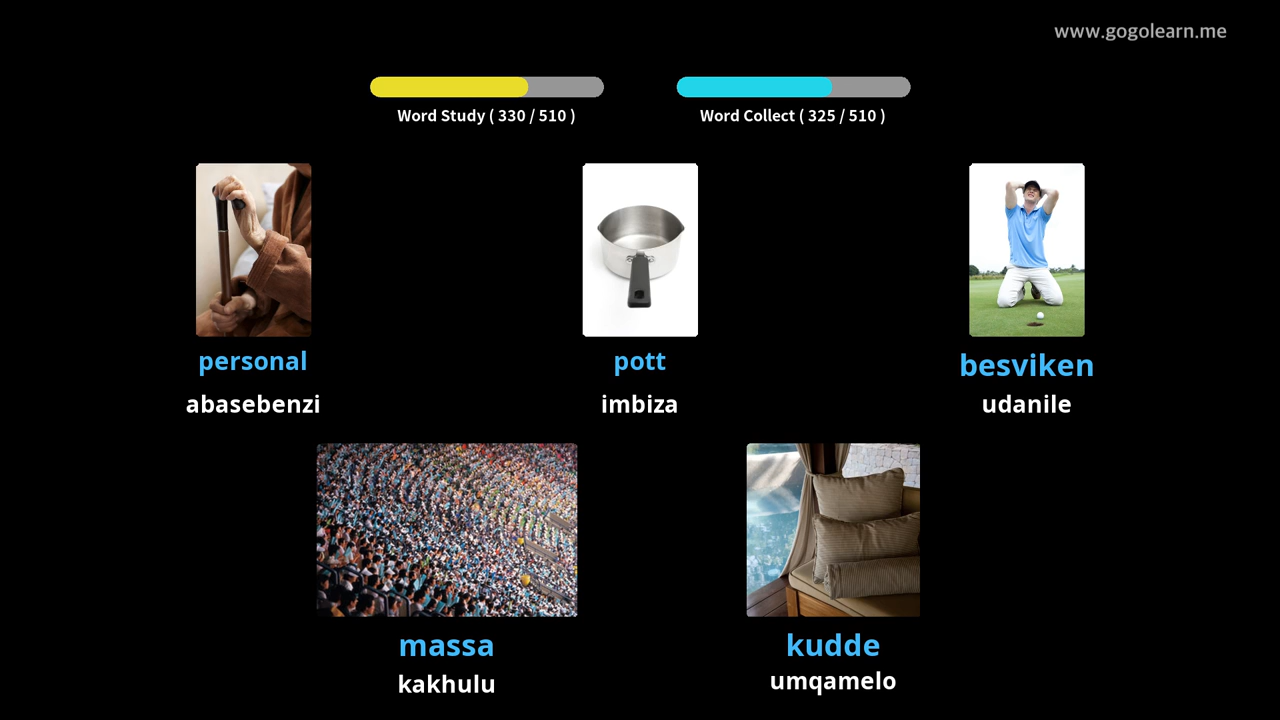 www.gogolearn.me
Word Study ( 330 / 510 )
Word Collect ( 325 / 510 )
personal
abasebenzi
pott
imbiza
besviken
udanile
massa
kakhulu
kudde
umqamelo